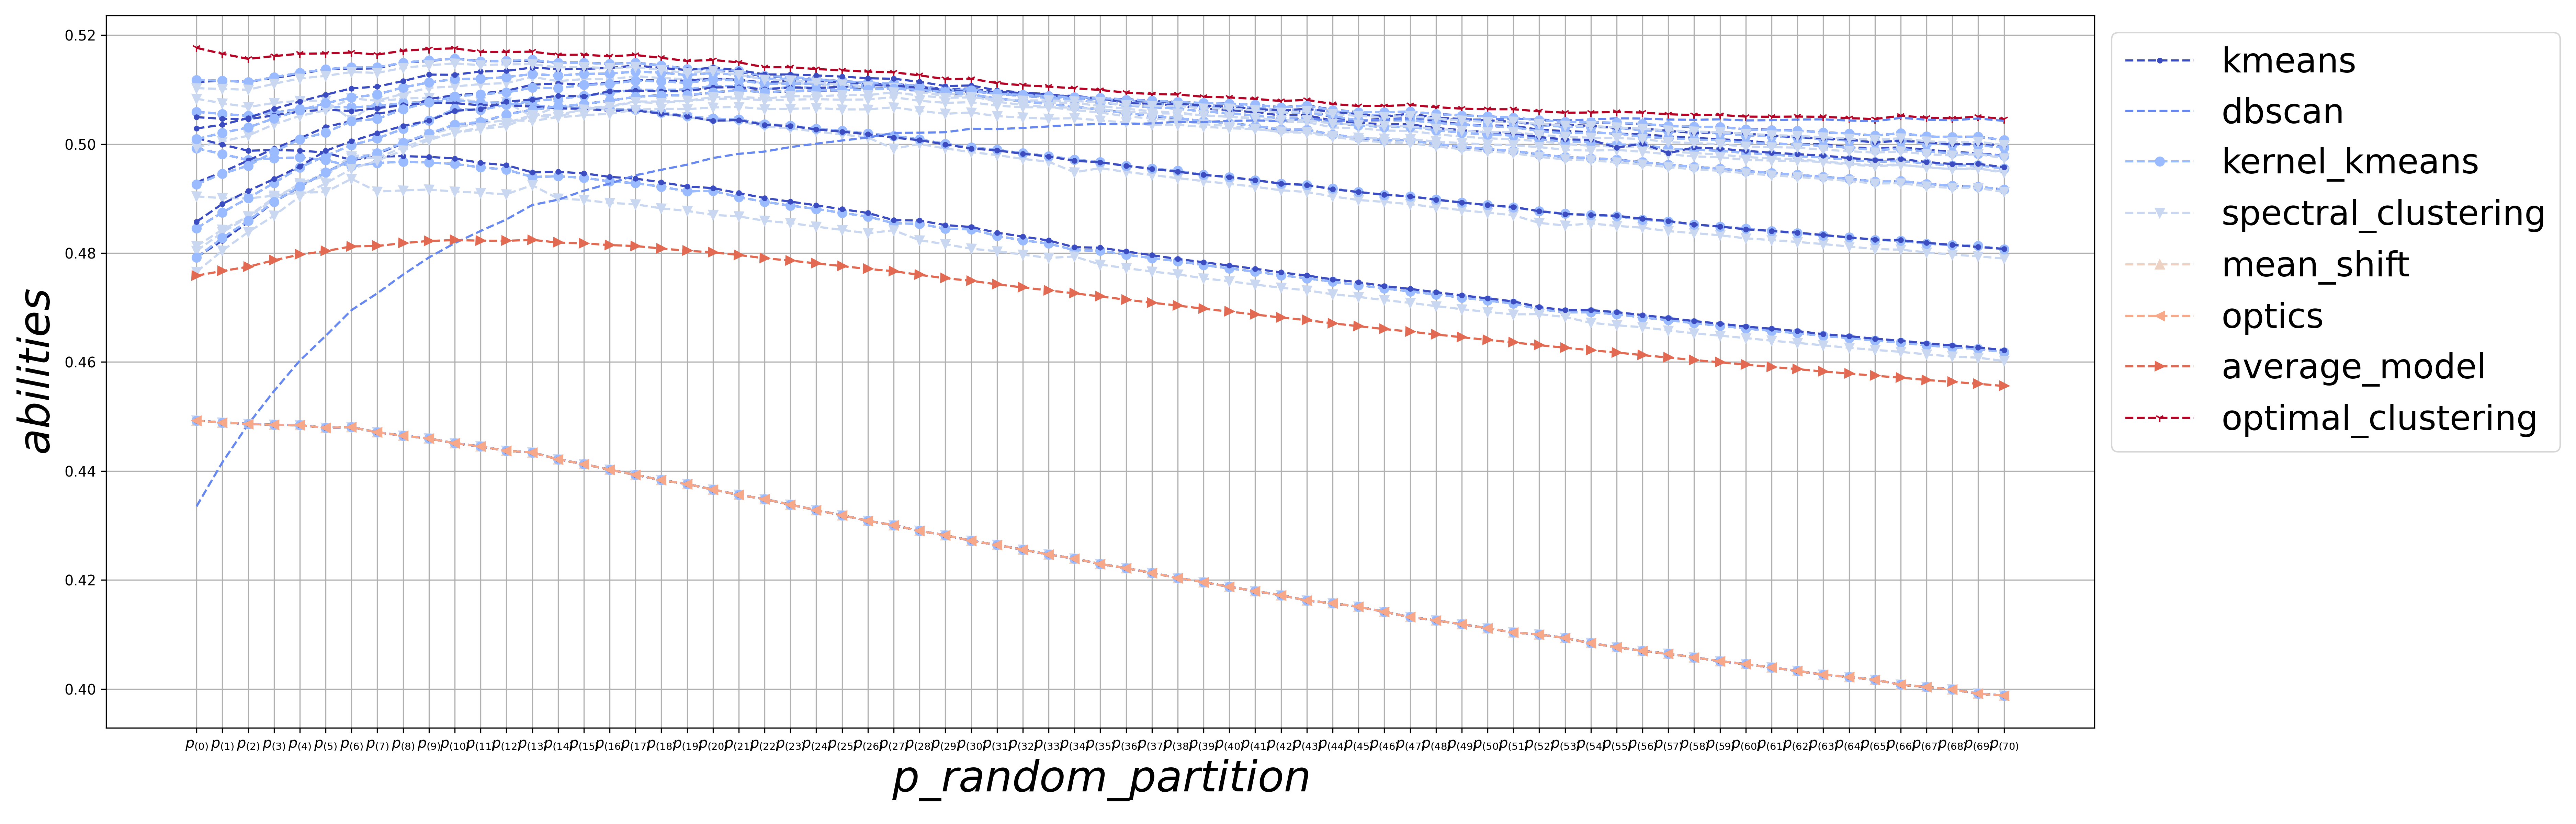 abilities
0.52
0.50
0.48
0.46
0.44
0.42
0.40
p(0) p(1) p(2) p(3) p(4) p(5) p(6) p(7) p(8) p(9) p(10) p(11) p(12) p(13) p(14) p(15) p(16) p(17) p(18) p(19) p(20) p(21) p(22) p(23) p(24) p(25) p(26) p(27) p(28) p(29) p(30) p(31) p(32) p(33) p(34) p(35) p(36) p(37) p(38) p(39) p(40) p(41) p(42) p(43) p(44) p(45) p(46) p(47) p(48) p(49) p(50) p(51) p(52) p(53) p(54) p(55) p(56) p(57) p(58) p(59) p(60) p(61) p(62) p(63) p(64) p(65) p(66) p(67) p(68) p(69) p(70)
p_random_partition
kmeans
dbscan
kernel_kmeans
spectral_clustering
mean_shift
optics
average_model
optimal_clustering